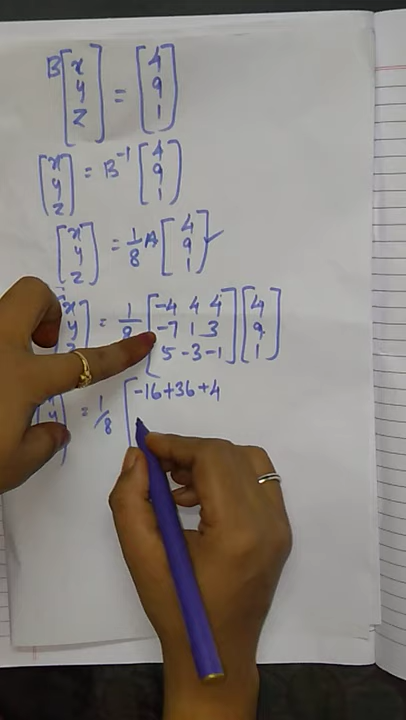 B [x y z] = [4 9 1]
[x y z] = B⁻¹ [4 9 1]
[x y z] = 1/8 A [4 9 1]
[x y z] = 1/8 [-4 4 4 -7 1 3 5 -3 -1] [4 9 1]
= 1/8 [-16+36+4